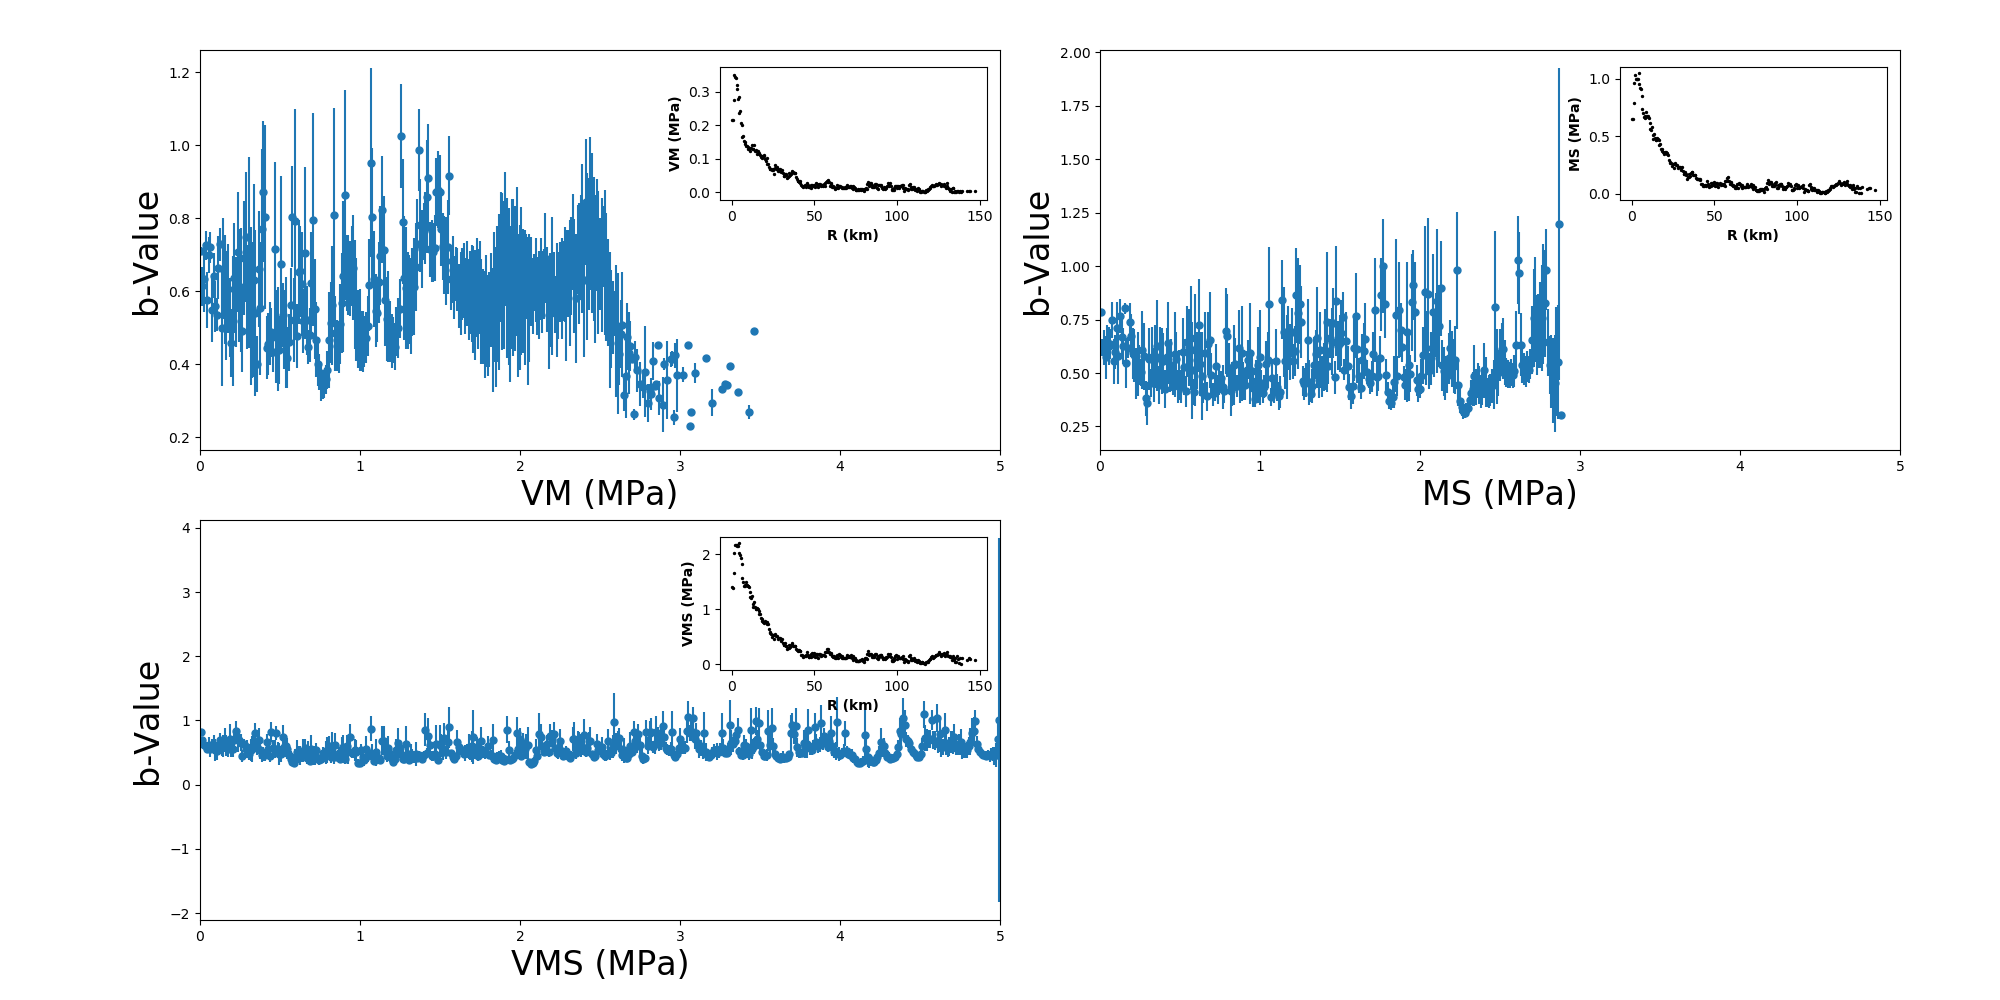 b-Value
1.2
1.0
0.8
0.6
0.4
0.2
0 1 2 3 4 5
VM (MPa)
VM (MPa)
0.3
0.2
0.1
0.0
0 50 100 150
R (km)
b-Value
2.00
1.75
1.50
1.25
1.00
0.75
0.50
0.25
0 1 2 3 4 5
MS (MPa)
MS (MPa)
1.0
0.5
0.0
0 50 100 150
R (km)
b-Value
4
3
2
1
0
−1
−2
0 1 2 3 4 5
VMS (MPa)
VMS (MPa)
2
1
0
0 50 100 150
R (km)